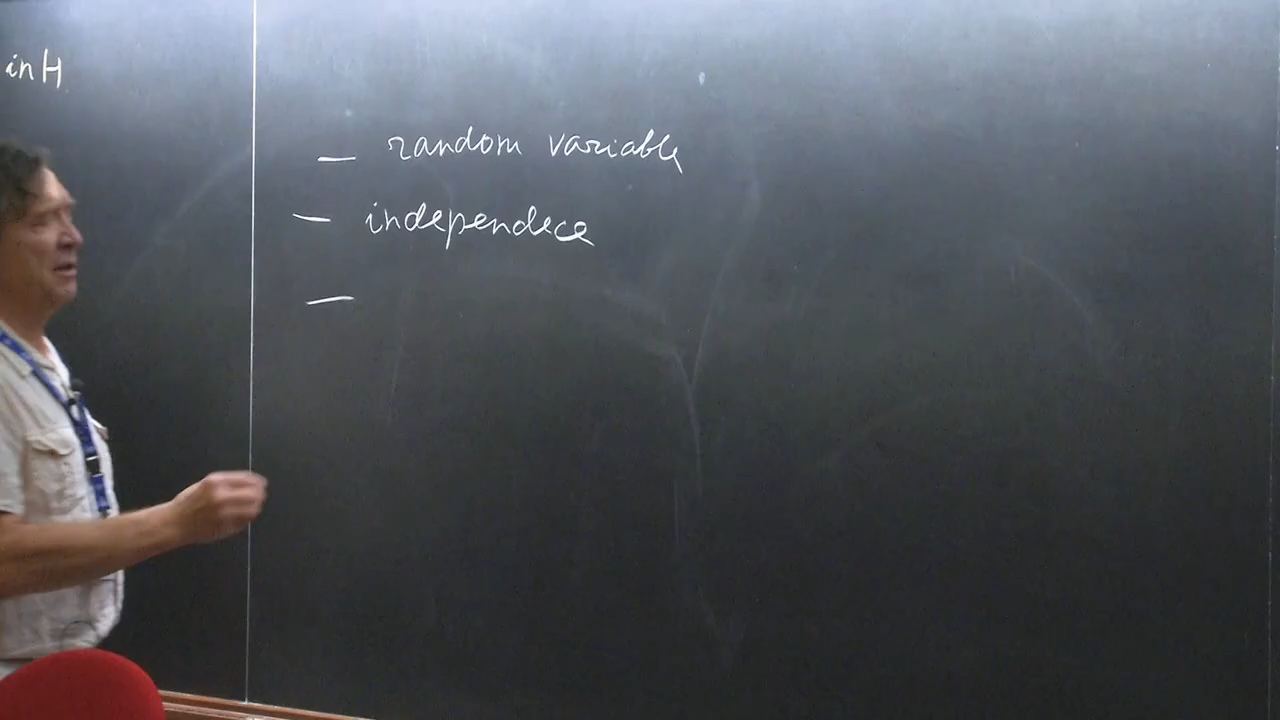 in H
— random variable
— independece
—